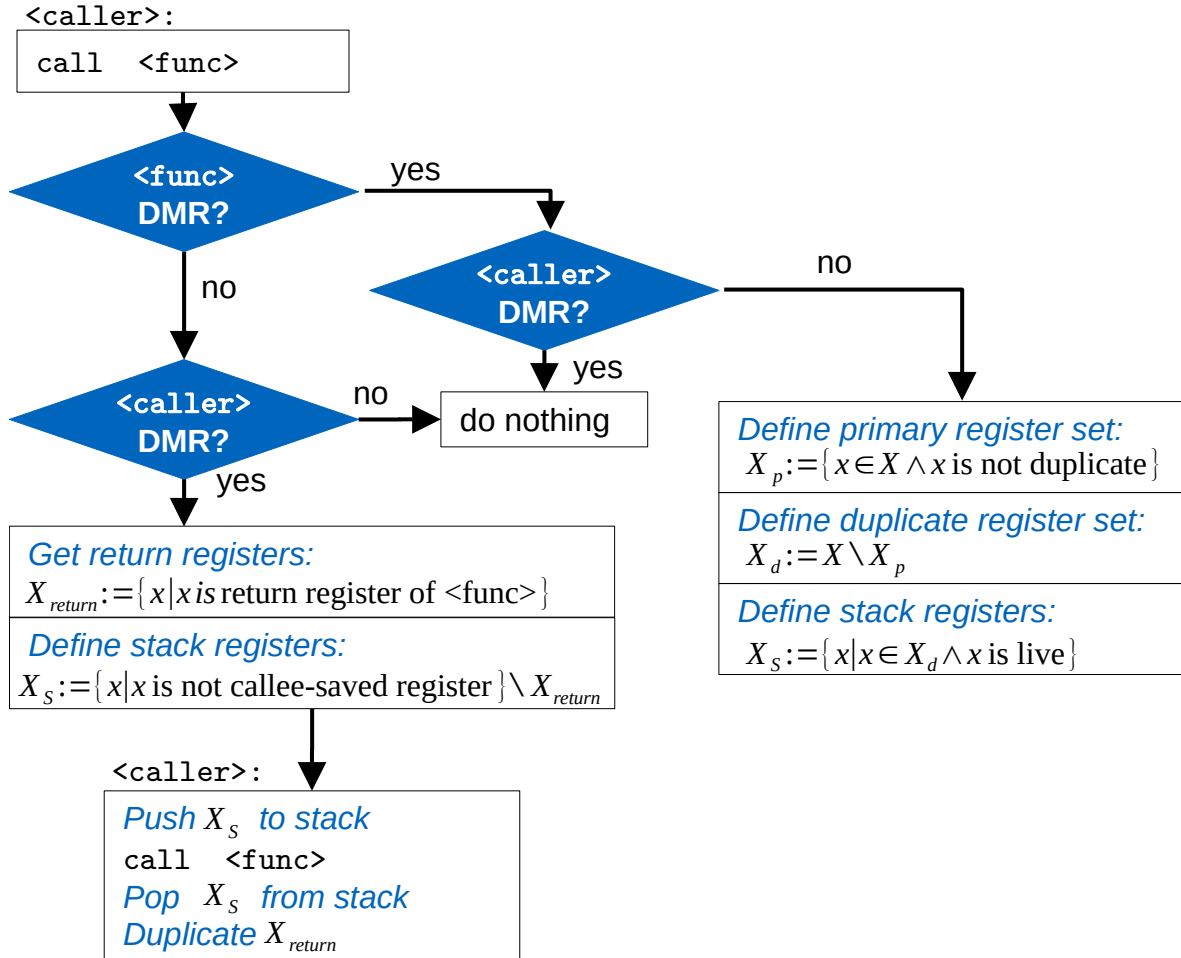 <caller>:
call <func>
<func>
DMR?
yes
no
<caller>
DMR?
no
yes
<caller>
DMR?
no
do nothing
yes
Define primary register set:
X_p:={x∈X∧x is not duplicate}
Define duplicate register set:
X_d:=X∖X_p
Define stack registers:
X_S:={x|x∈X_d∧x is live}
Get return registers:
X_return:={x|x is return register of <func>}
Define stack registers:
X_S:={x|x is not callee-saved register}∖X_return
<caller>:
Push X_S to stack
call <func>
Pop X_S from stack
Duplicate X_return